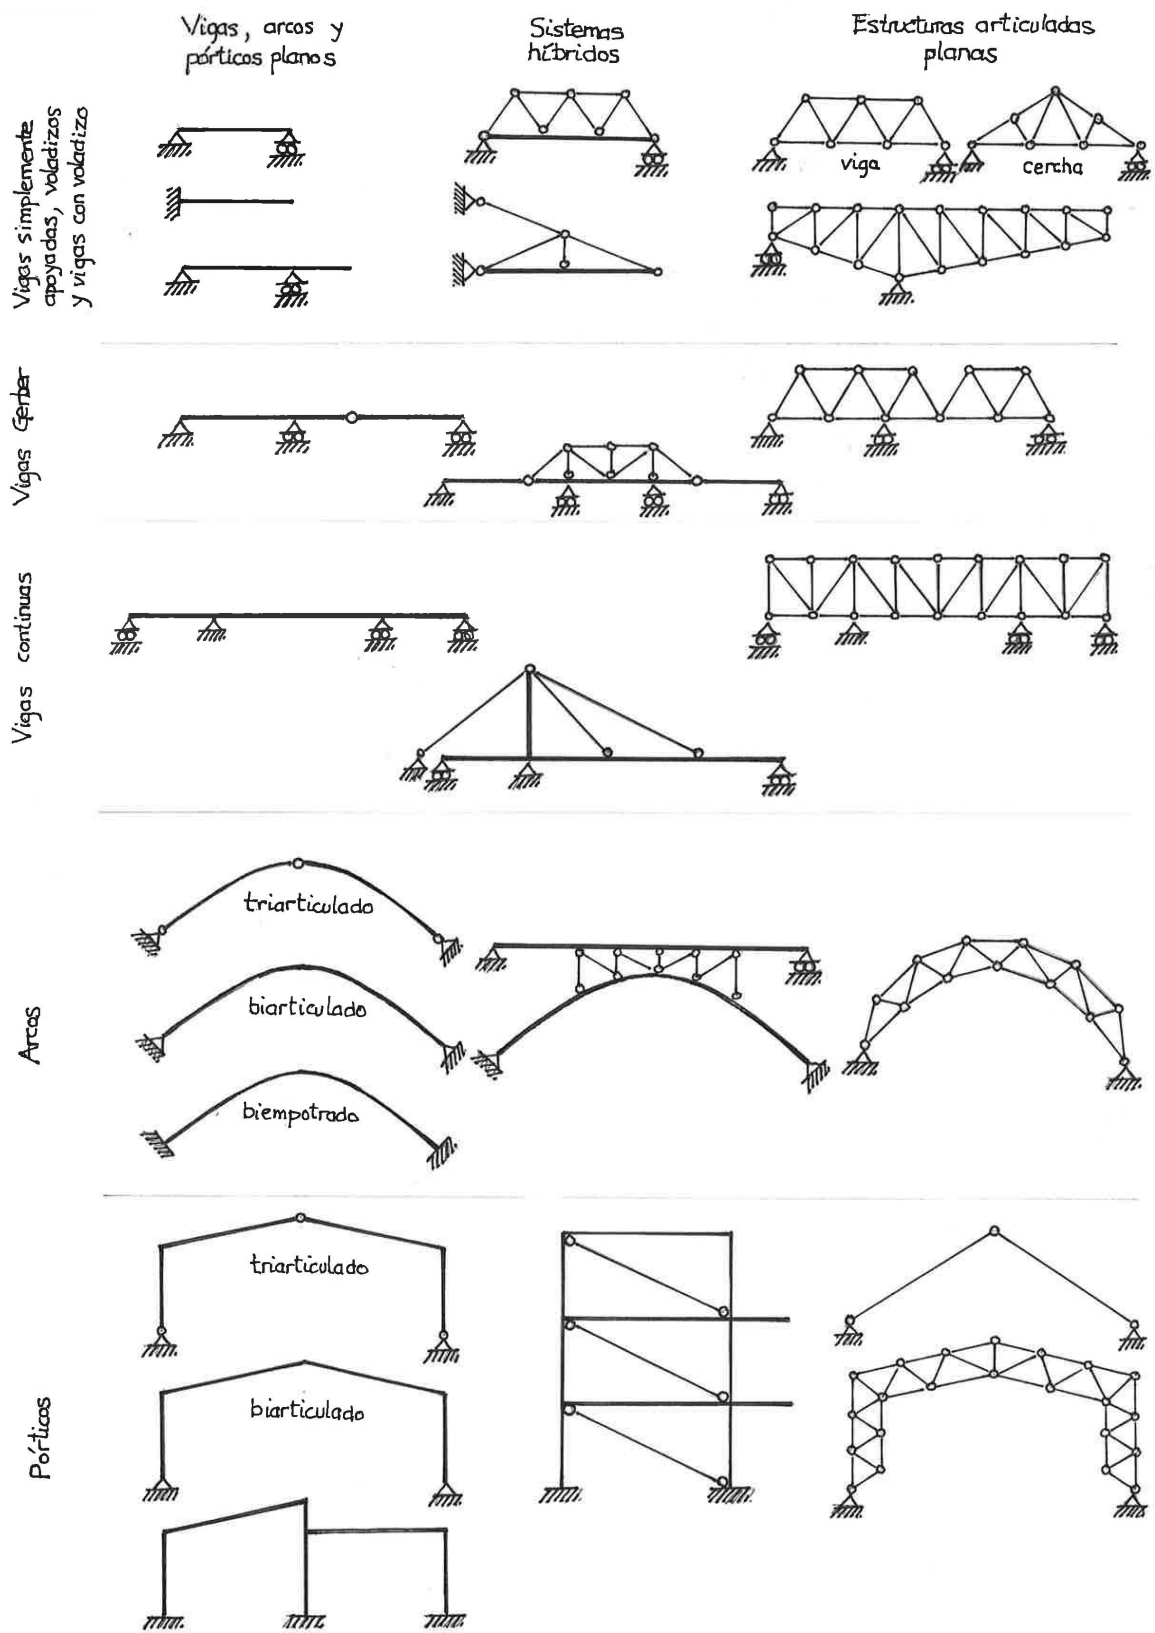 Vigas, arcos y
pórticos planos
Sistemas
híbridos
Estructuras articuladas
planas
Vigas simplemente
apoyadas, voladizos
y vigas con voladizo
viga
cercha
Vigas Gerber
Vigas continuas
Arcos
triarticulado
biarticulado
biempotrado
Pórticos
triarticulado
biarticulado